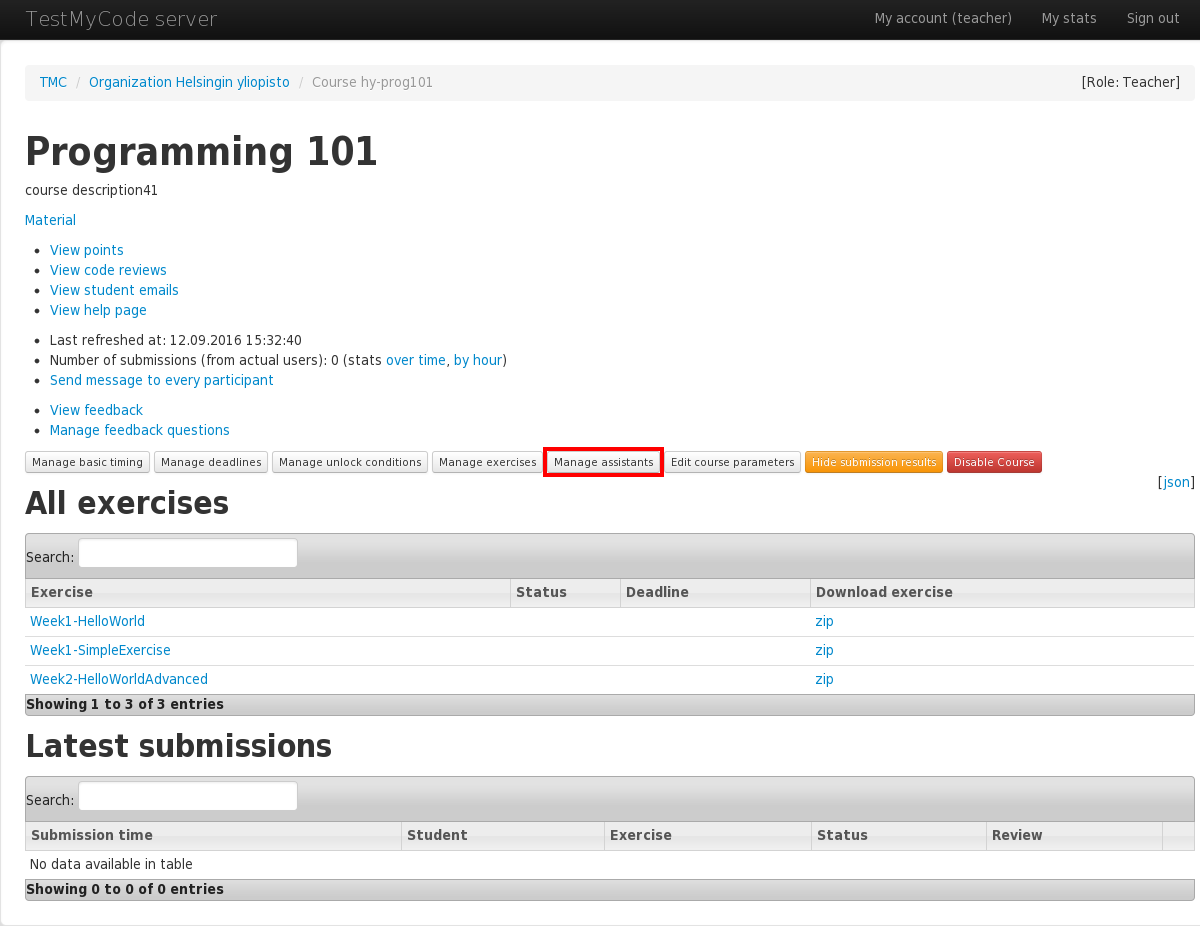 TestMyCode server My account (teacher) My stats Sign out
TMC / Organization Helsingin yliopisto / Course hy-prog101 [Role: Teacher]
Programming 101
course description41
Material
View points
View code reviews
View student emails
View help page
Last refreshed at: 12.09.2016 15:32:40
Number of submissions (from actual users): 0 (stats over time, by hour)
Send message to every participant
View feedback
Manage feedback questions
Manage basic timing Manage deadlines Manage unlock conditions Manage exercises Manage assistants Edit course parameters Hide submission results Disable Course
[json]
All exercises
Search:
Exercise Status Deadline Download exercise
Week1-HelloWorld zip
Week1-SimpleExercise zip
Week2-HelloWorldAdvanced zip
Showing 1 to 3 of 3 entries
Latest submissions
Search:
Submission time Student Exercise Status Review
No data available in table
Showing 0 to 0 of 0 entries